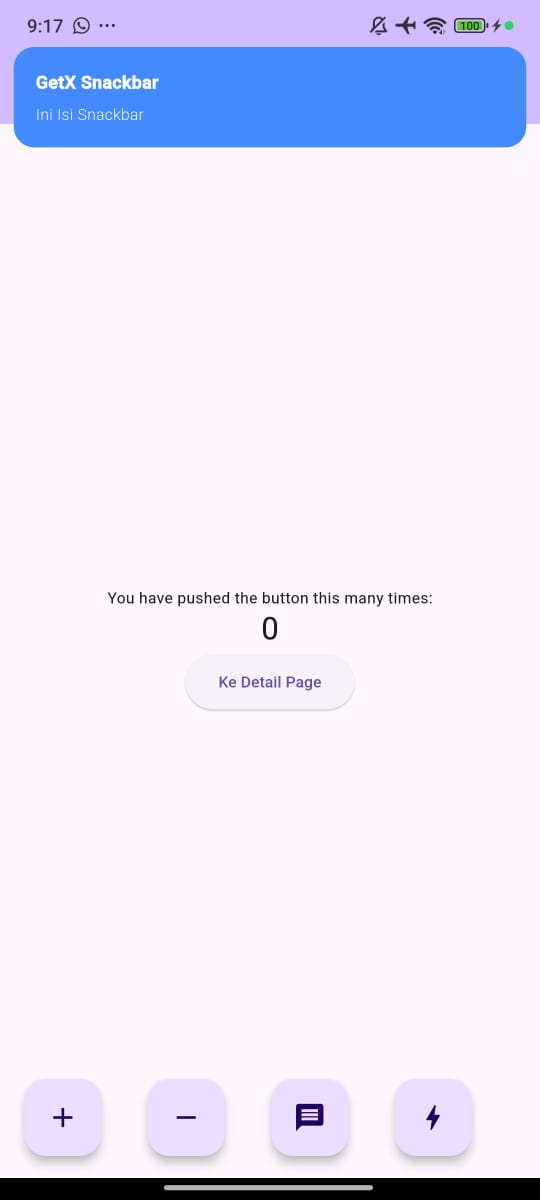 9:17
100
GetX Snackbar
Ini Isi Snackbar
You have pushed the button this many times:
0
Ke Detail Page